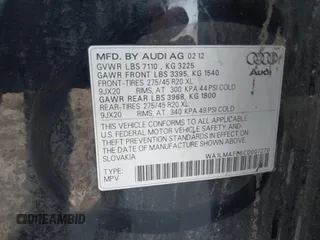 MFD. BY AUDI AG 02 12
GVWR LBS 7110, KG 3225
GAWR FRONT LBS 3395, KG 1540
FRONT-TIRES 275/45 R20 XL
9JX20 RIMS, AT 300 KPA 44 PSI COLD
GAWR REAR LBS 3968, KG 1800
REAR-TIRES 275/45 R20 XL
9JX20 RIMS, AT 340 KPA 49 PSI COLD
Audi
THIS VEHICLE CONFORMS TO ALL APPLICABLE
U.S. FEDERAL MOTOR VEHICLE SAFETY AND
THEFT PREVENTION STANDARDS IN EFFECT ON
THE DATE OF MANUFACTURE SHOWN ABOVE.
SLOVAKIA
TYPE:
MPV
AUTOBIDMASTER